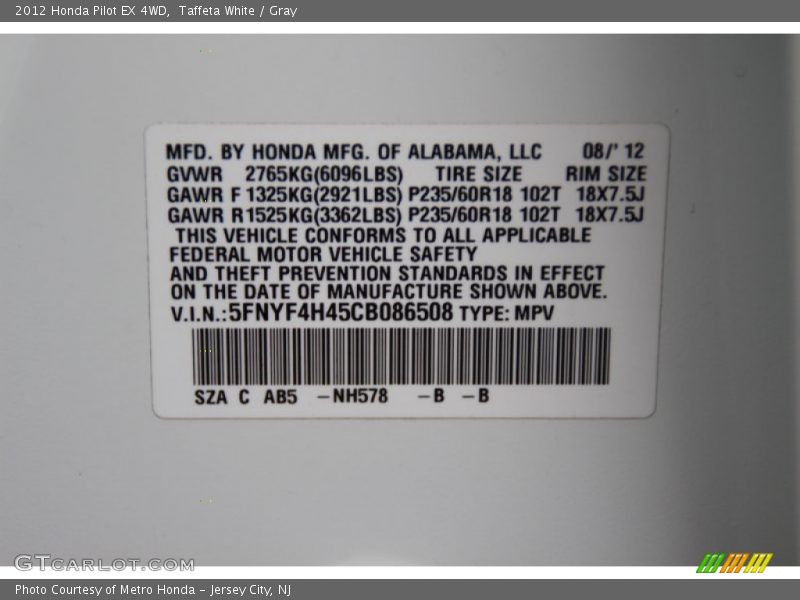 2012 Honda Pilot EX 4WD, Taffeta White / Gray
MFD. BY HONDA MFG. OF ALABAMA, LLC 08/' 12
GVWR 2765KG(6096LBS) TIRE SIZE RIM SIZE
GAWR F 1325KG(2921LBS) P235/60R18 102T 18X7.5J
GAWR R1525KG(3362LBS) P235/60R18 102T 18X7.5J
THIS VEHICLE CONFORMS TO ALL APPLICABLE
FEDERAL MOTOR VEHICLE SAFETY
AND THEFT PREVENTION STANDARDS IN EFFECT
ON THE DATE OF MANUFACTURE SHOWN ABOVE.
V.I.N.:5FNYF4H45CB086508 TYPE: MPV
SZA C AB5 –NH578 –B –B
GTCARLOT.COM
Photo Courtesy of Metro Honda – Jersey City, NJ